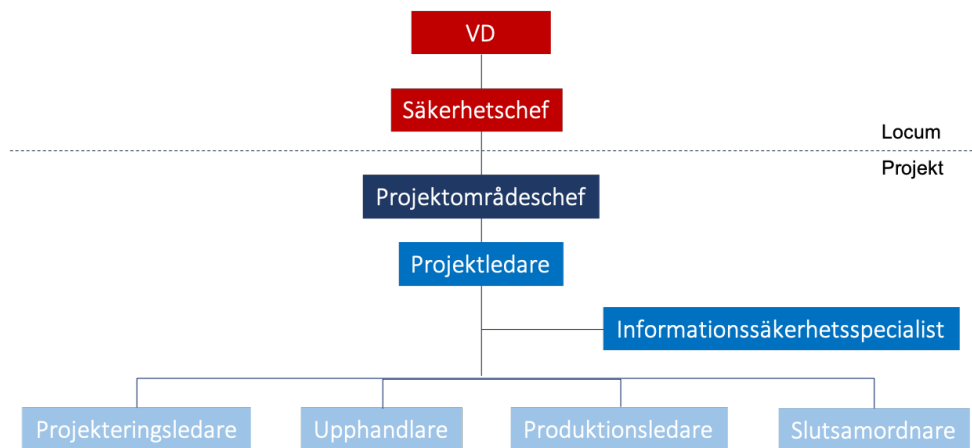 VD
Säkerhetschef
Locum
Projekt
Projektområdeschef
Projektledare
Informationssäkerhetsspecialist
Projekteringsledare
Upphandlare
Produktionsledare
Slutsamordnare